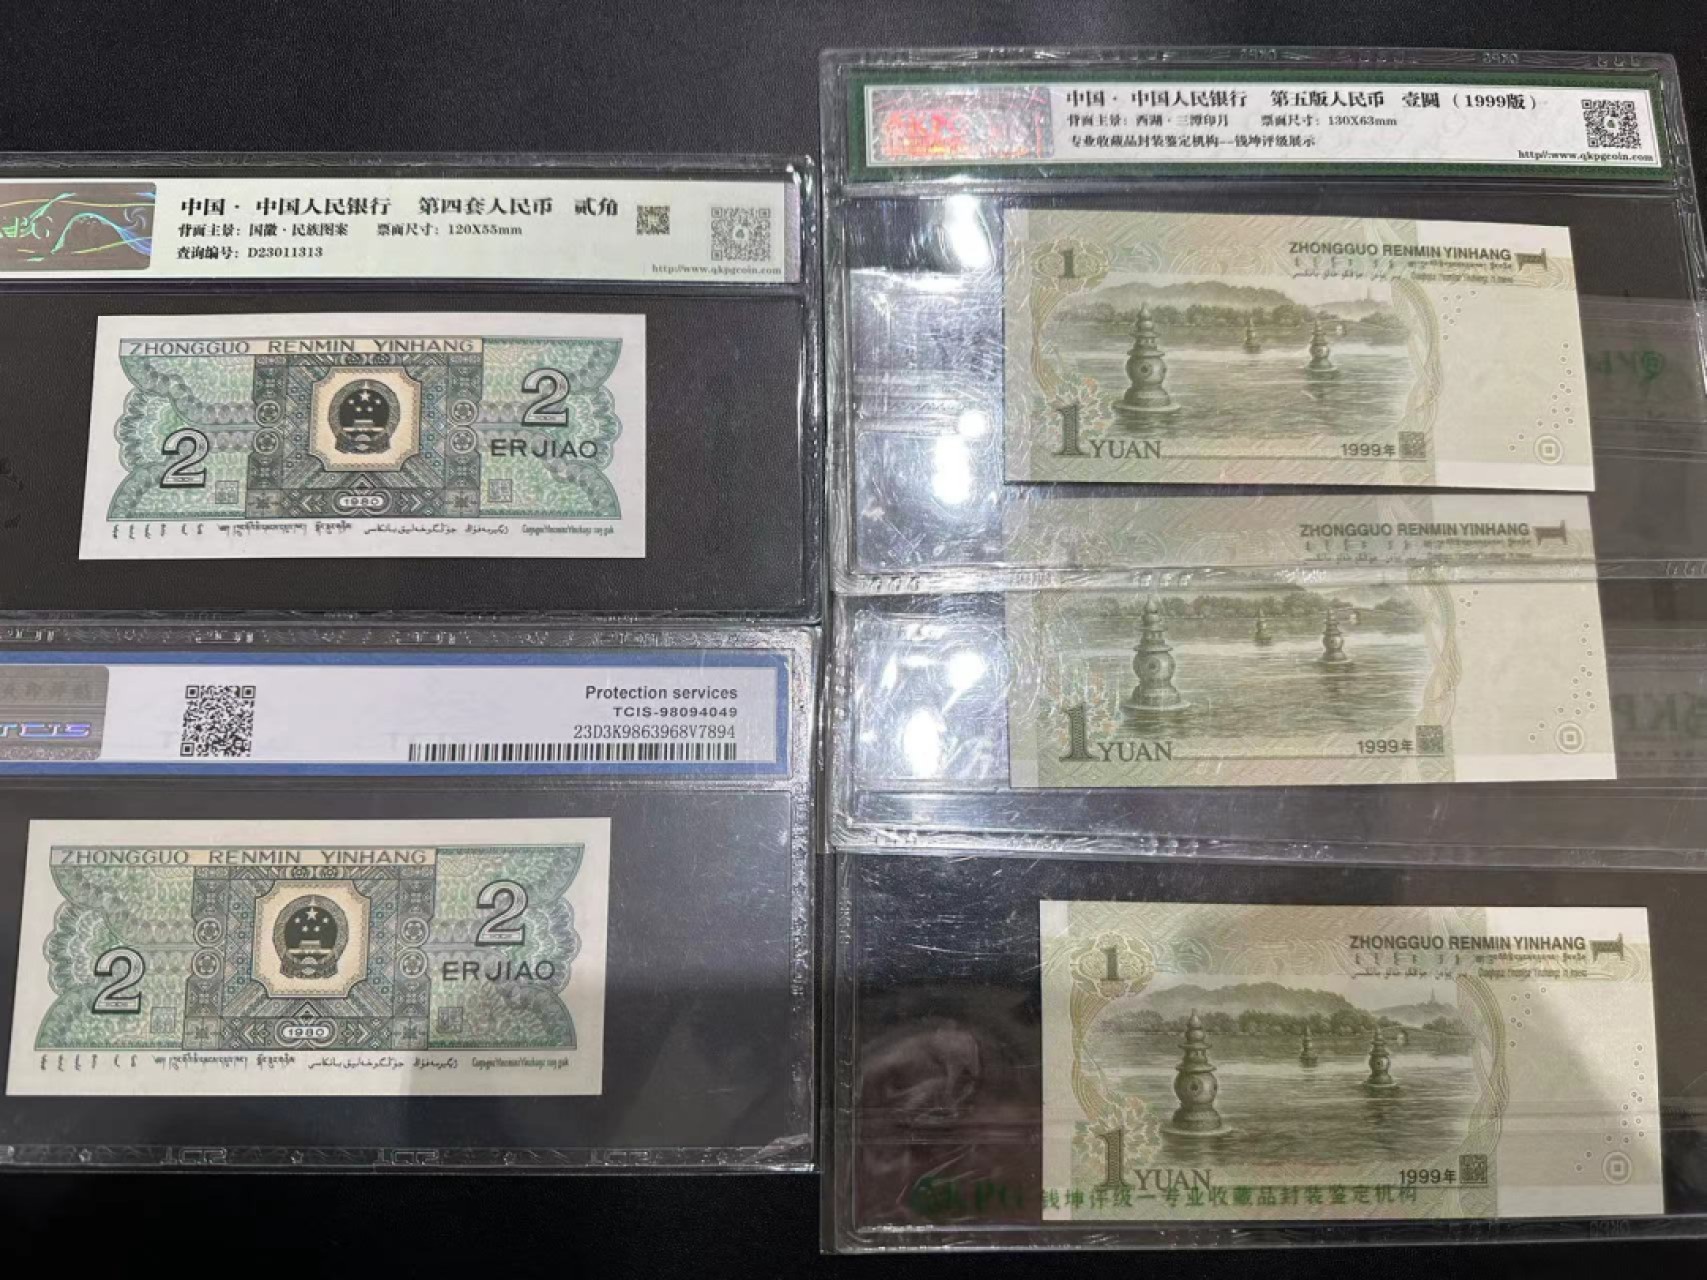 中国·中国人民银行 第四套人民币 贰角
背面主景：国徽·民族图案 票面尺寸：120X55mm
查询编号：D23011313
http://www.qkpgcoin.com
ZHONGGUO RENMIN YINHANG
2
2
ER JIAO
1980
TCIS
Protection services
TCIS-98094049
23D3K9863968V7894
ZHONGGUO RENMIN YINHANG
2
2
ER JIAO
1980
中国·中国人民银行 第五版人民币 壹圆（1999版）
背面主景：西湖·三潭印月 票面尺寸：130X63mm
专业收藏品封装鉴定机构--钱坤评级展示
http//:www.qkpgcoin.com
ZHONGGUO RENMIN YINHANG 1
1
1 YUAN
1999年
ZHONGGUO RENMIN YINHANG 1
1 YUAN
1999年
ZHONGGUO RENMIN YINHANG 1
1
1 YUAN
1999年
钱坤评级-专业收藏品封装鉴定机构